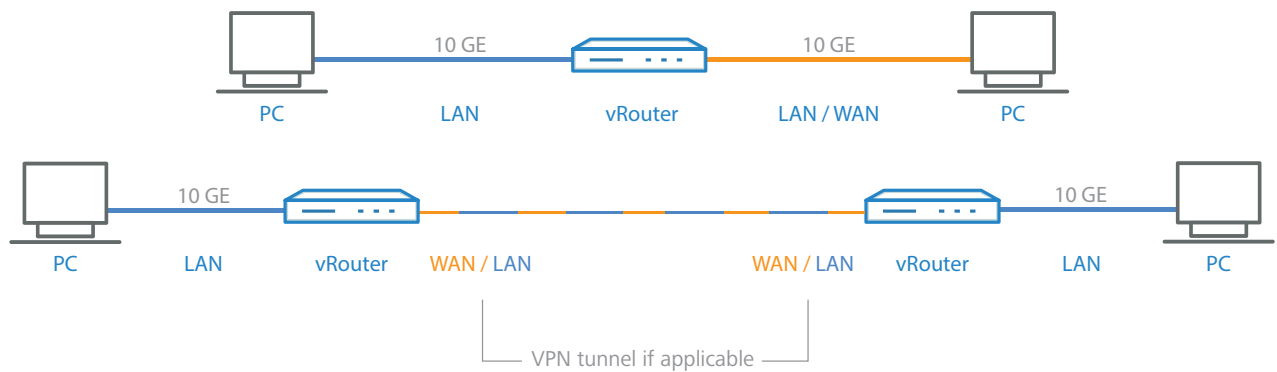 10 GE 10 GE
PC LAN vRouter LAN / WAN PC
10 GE 10 GE
PC LAN vRouter WAN / LAN WAN / LAN vRouter LAN PC
VPN tunnel if applicable